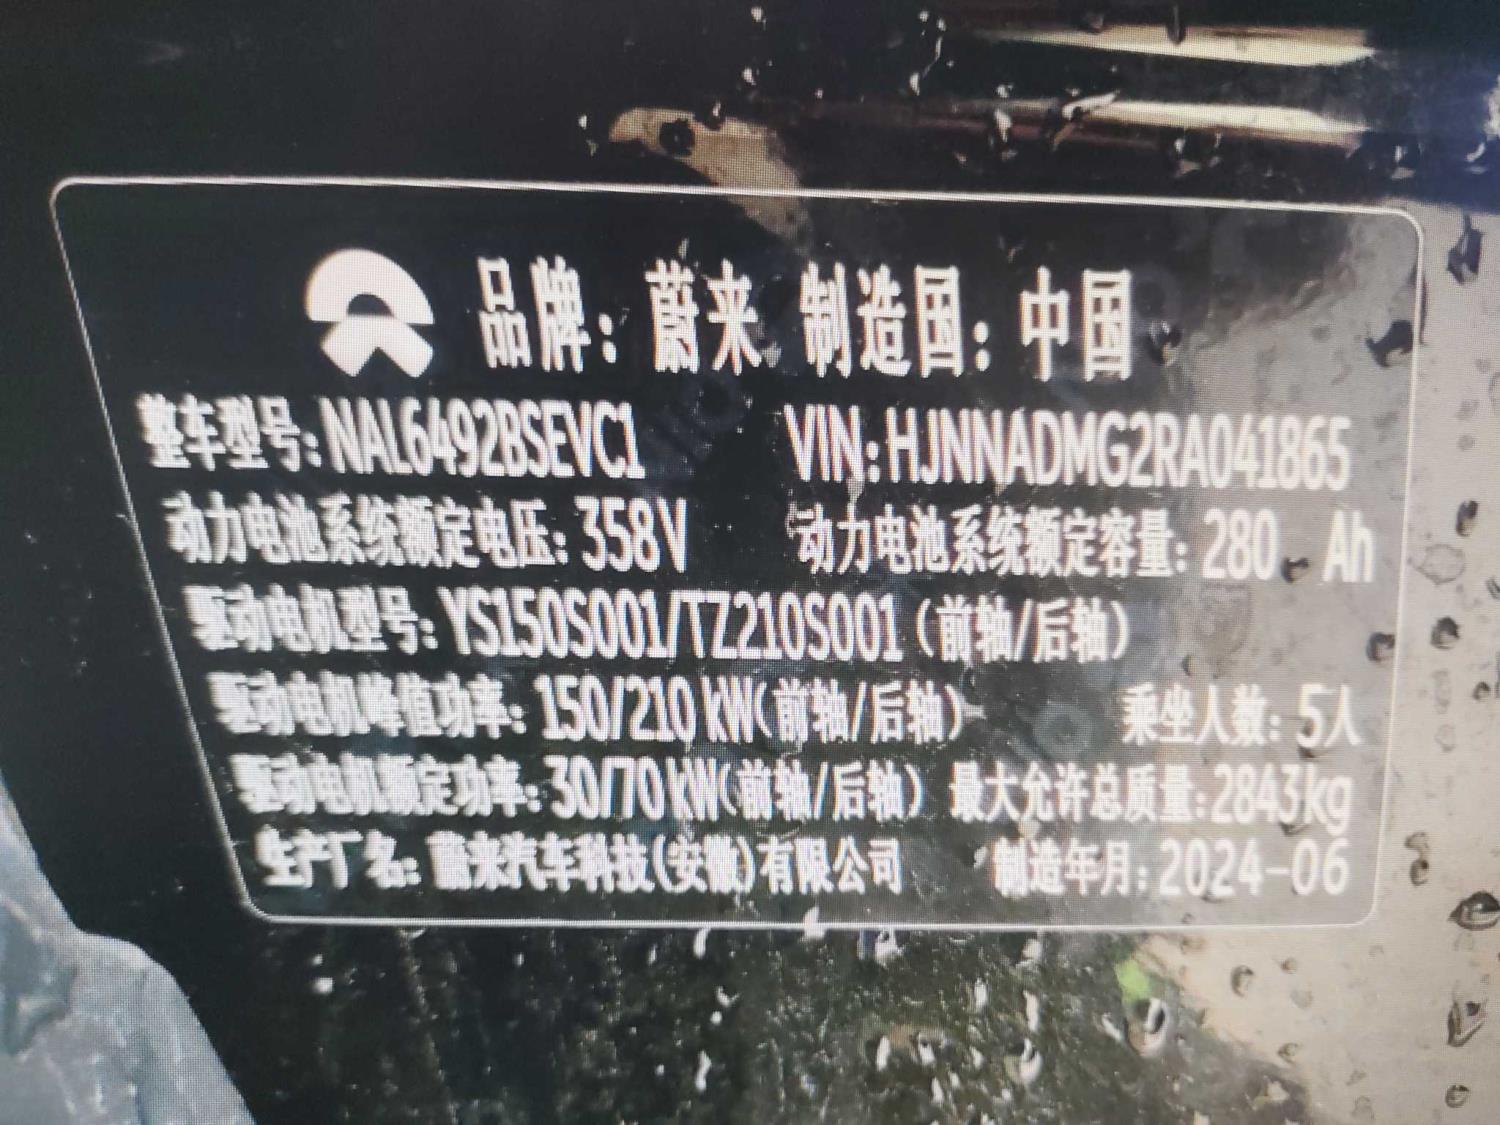 品牌：蔚来 制造国：中国
整车型号：NAL6492BSEVC1 VIN:HJNNADMG2RA041865
动力电池系统额定电压：358V 动力电池系统额定容量：280 Ah
驱动电机型号：YS150S001/TZ210S001（前轴/后轴）
驱动电机峰值功率：150/210 kW(前轴/后轴) 乘坐人数：5人
驱动电机额定功率：30/70 kW(前轴/后轴) 最大允许总质量：2843kg
生产厂名：蔚来汽车科技(安徽)有限公司 制造年月：2024-06